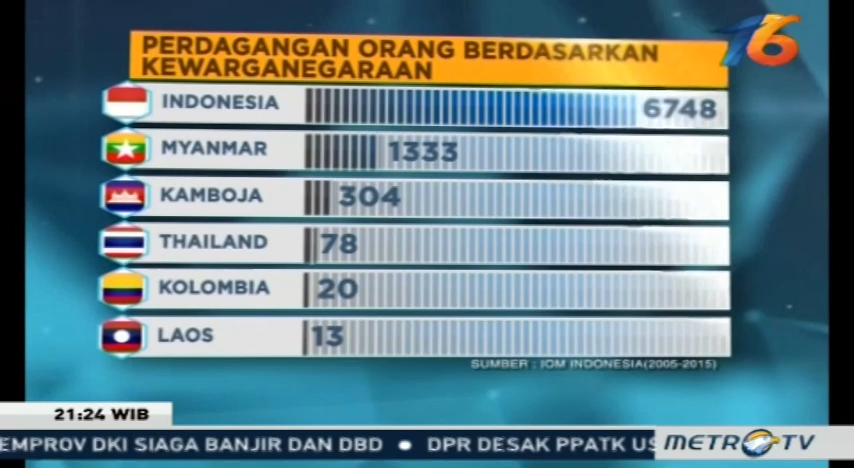 16
PERDAGANGAN ORANG BERDASARKAN
KEWARGANEGARAAN
INDONESIA 6748
MYANMAR 1333
KAMBOJA 304
THAILAND 78
KOLOMBIA 20
LAOS 13
SUMBER : IOM INDONESIA(2005-2015)
21:24 WIB
EMPROV DKI SIAGA BANJIR DAN DBD • DPR DESAK PPATK US
METRO TV